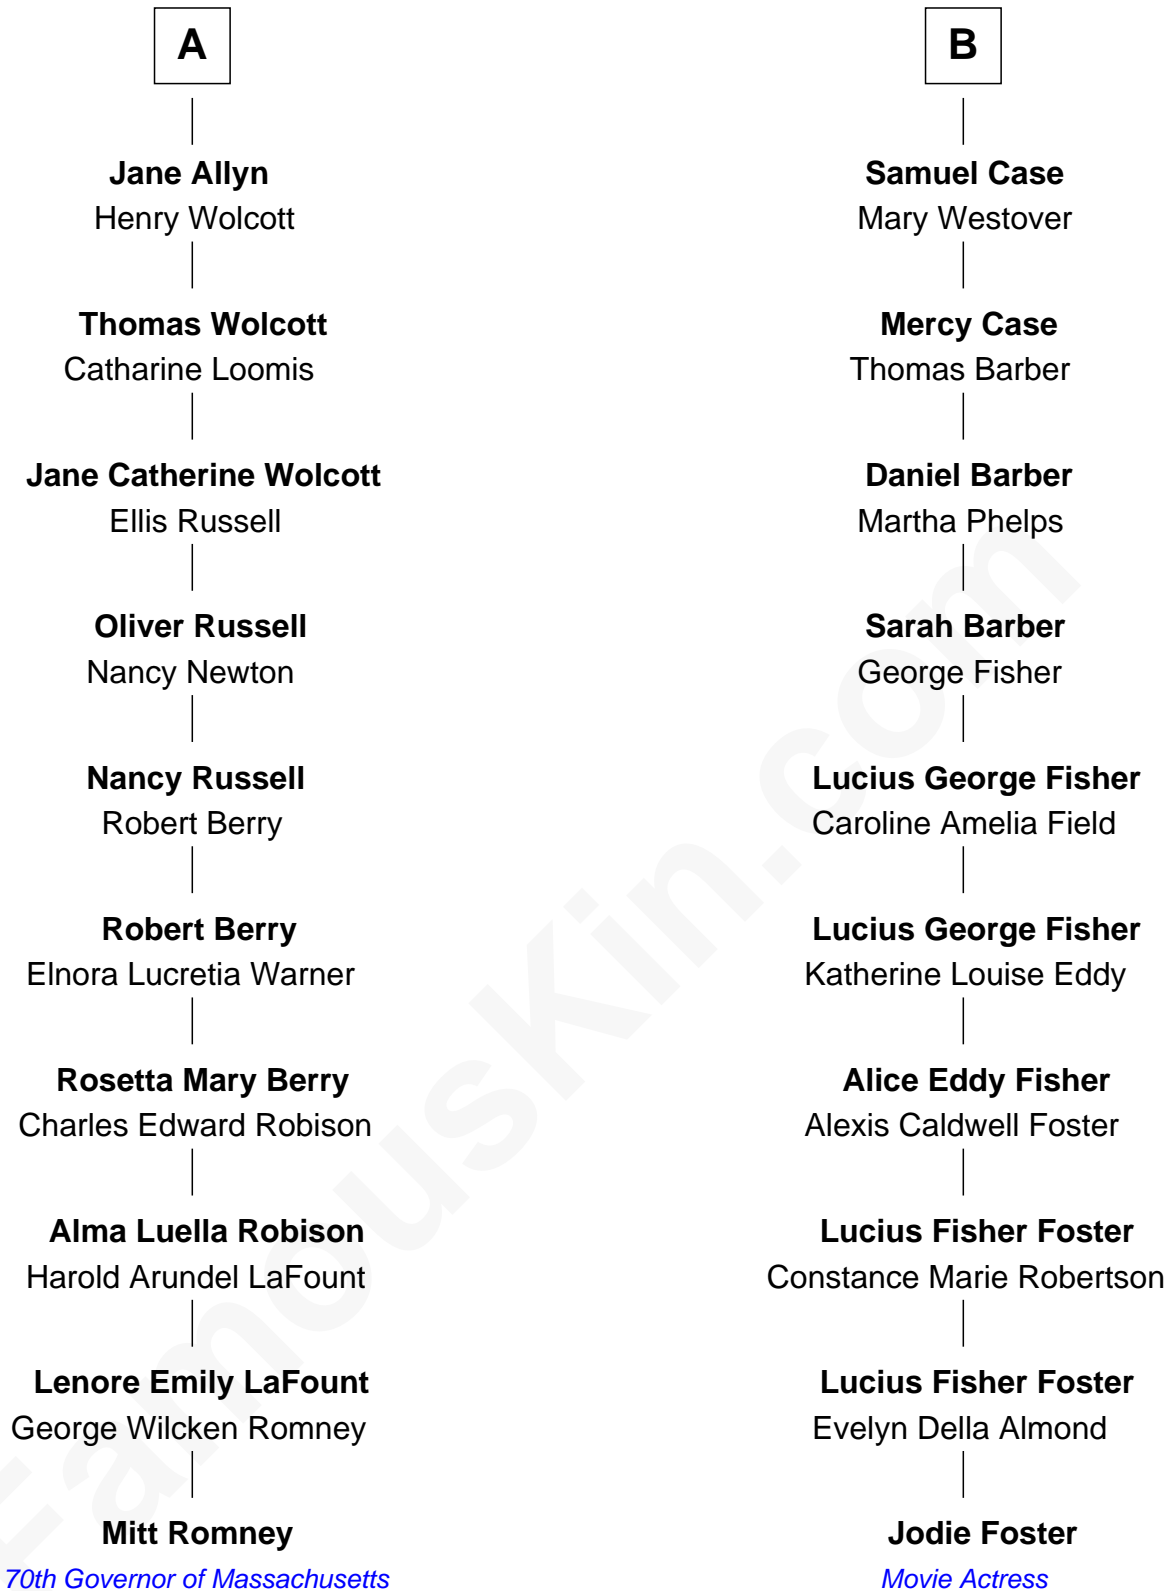 A
Jane Allyn
Henry Wolcott
Thomas Wolcott
Catharine Loomis
Jane Catherine Wolcott
Ellis Russell
Oliver Russell
Nancy Newton
Nancy Russell
Robert Berry
Robert Berry
Elnora Lucretia Warner
Rosetta Mary Berry
Charles Edward Robison
Alma Luella Robison
Harold Arundel LaFount
Lenore Emily LaFount
George Wilcken Romney
Mitt Romney
70th Governor of Massachusetts
B
Samuel Case
Mary Westover
Mercy Case
Thomas Barber
Daniel Barber
Martha Phelps
Sarah Barber
George Fisher
Lucius George Fisher
Caroline Amelia Field
Lucius George Fisher
Katherine Louise Eddy
Alice Eddy Fisher
Alexis Caldwell Foster
Lucius Fisher Foster
Constance Marie Robertson
Lucius Fisher Foster
Evelyn Della Almond
Jodie Foster
Movie Actress
FamousKin.com